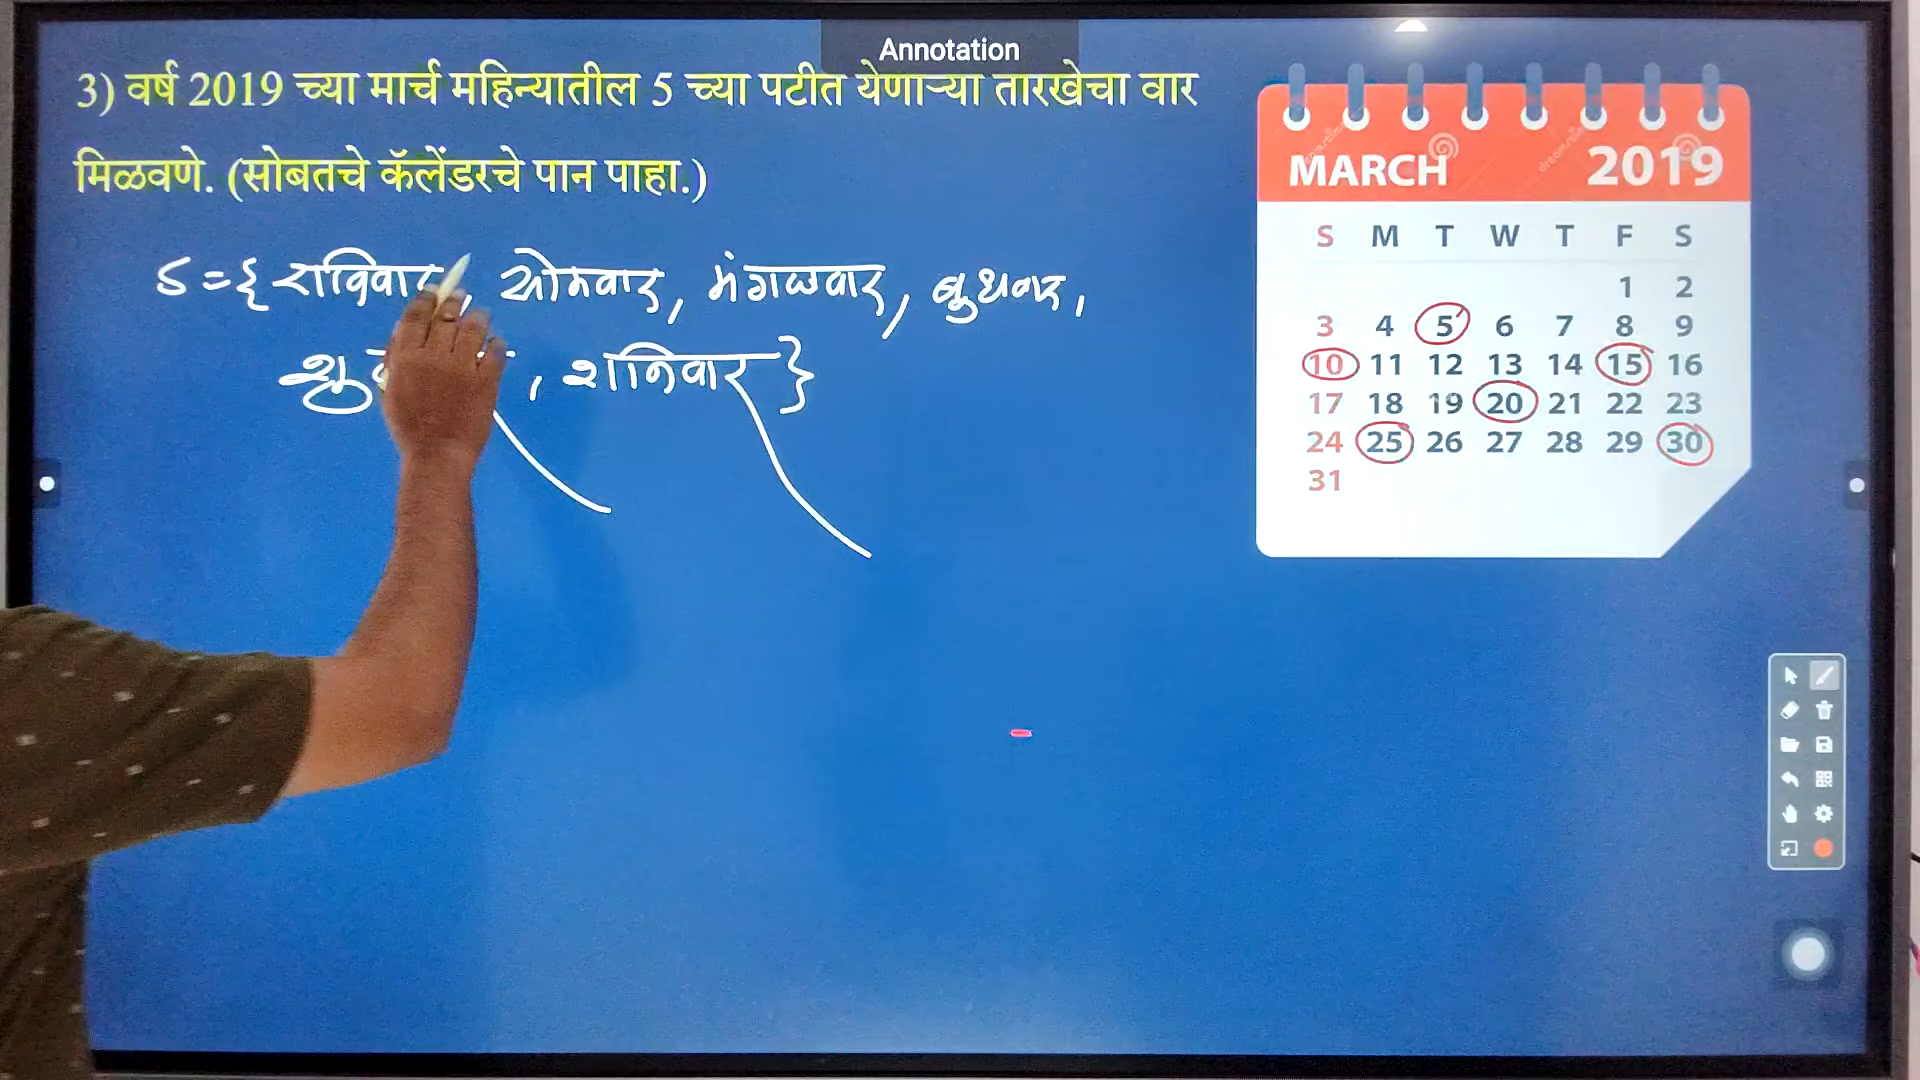 Annotation
3) वर्ष 2019 च्या मार्च महिन्यातील 5 च्या पटीत येणाऱ्या तारखेचा वार
मिळवणे. (सोबतचे कॅलेंडरचे पान पाहा.)
S = { रविवार, सोमवार, मंगळवार, बुधवार,
, शनिवार }
MARCH 2019
S M T W T F S
1 2
3 4 5 6 7 8 9
10 11 12 13 14 15 16
17 18 19 20 21 22 23
24 25 26 27 28 29 30
31